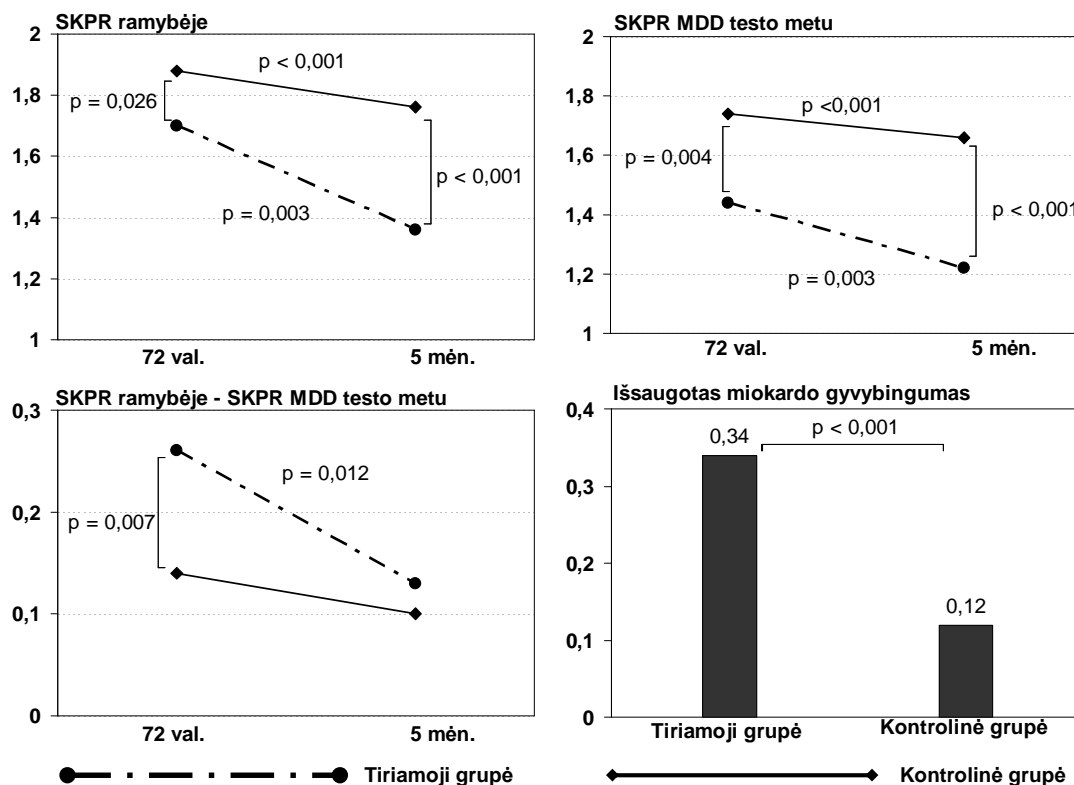 SKPR ramybėje
2
1,8
1,6
1,4
1,2
1
p < 0,001
p = 0,026
p < 0,001
p = 0,003
72 val.
5 mėn.
SKPR MDD testo metu
2
1,8
1,6
1,4
1,2
1
p <0,001
p = 0,004
p < 0,001
p = 0,003
72 val.
5 mėn.
SKPR ramybėje - SKPR MDD testo metu
0,3
0,2
0,1
0
p = 0,012
p = 0,007
72 val.
5 mėn.
Išsaugotas miokardo gyvybingumas
0,4
0,3
0,2
0,1
0
0,34
p < 0,001
0,12
Tiriamoji grupė
Kontrolinė grupė
Tiriamoji grupė
Kontrolinė grupė